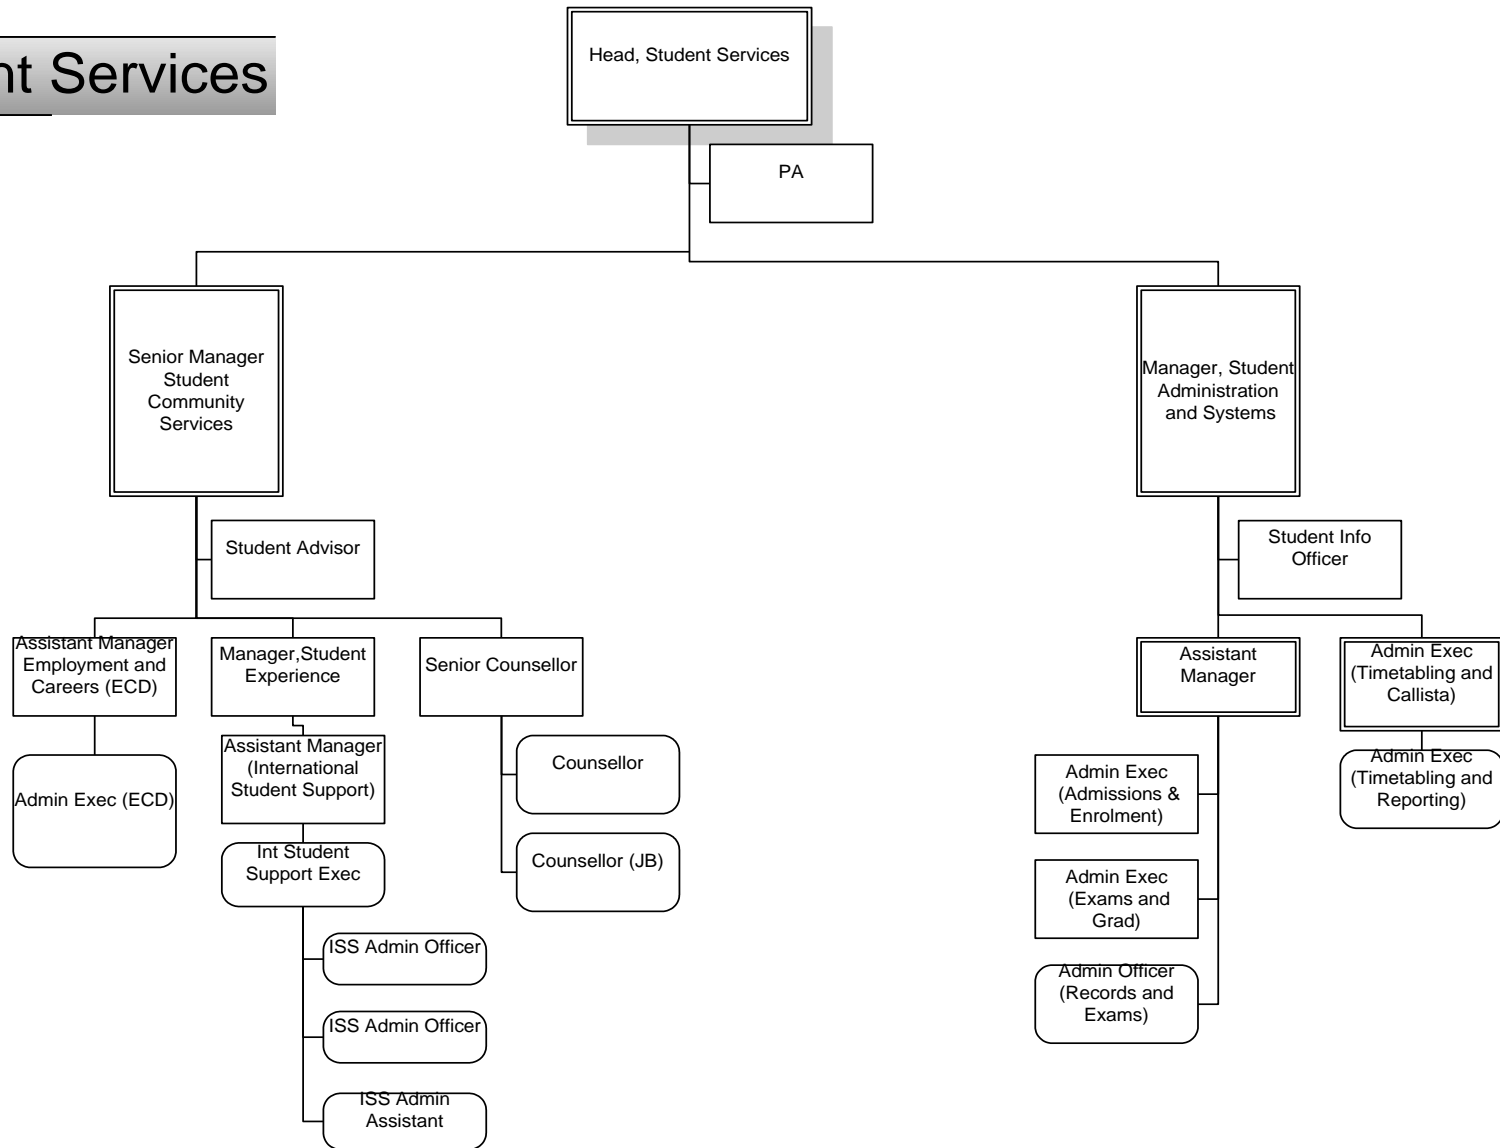 nt Services
Head, Student Services
PA
Senior Manager
Student
Community
Services
Manager, Student
Administration
and Systems
Student Advisor
Student Info
Officer
Assistant Manager
Employment and
Careers (ECD)
Manager,Student
Experience
Senior Counsellor
Assistant
Manager
Admin Exec
(Timetabling and
Callista)
Admin Exec (ECD)
Assistant Manager
(International
Student Support)
Counsellor
Admin Exec
(Admissions &
Enrolment)
Admin Exec
(Timetabling and
Reporting)
Int Student
Support Exec
Counsellor (JB)
Admin Exec
(Exams and
Grad)
ISS Admin Officer
Admin Officer
(Records and
Exams)
ISS Admin Officer
ISS Admin
Assistant